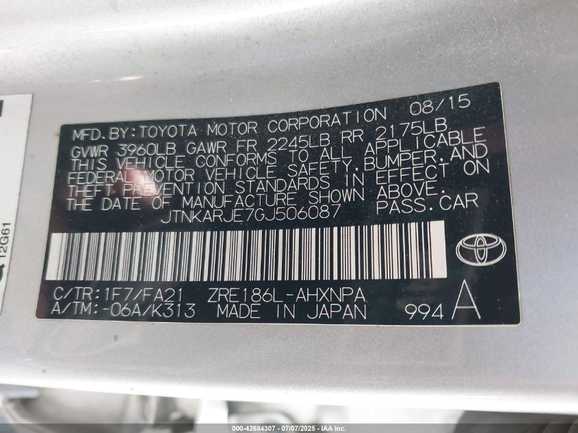 MFD.BY:TOYOTA MOTOR CORPORATION 08/15
GVWR 3960LB GAWR FR 2245LB RR 2175LB
THIS VEHICLE CONFORMS TO ALL APPLICABLE
FEDERAL MOTOR VEHICLE SAFETY,BUMPER,AND
THEFT PREVENTION STANDARDS IN EFFECT ON
THE DATE OF MANUFACTURE SHOWN ABOVE.
JTNKARJE7GJ506087 PASS.CAR
C/TR:1F7/FA21 ZRE186L-AHXNPA
A/TM:-06A/K313 MADE IN JAPAN 994 A
12G61
000-42684307 - 07/07/2025 - IAA Inc.